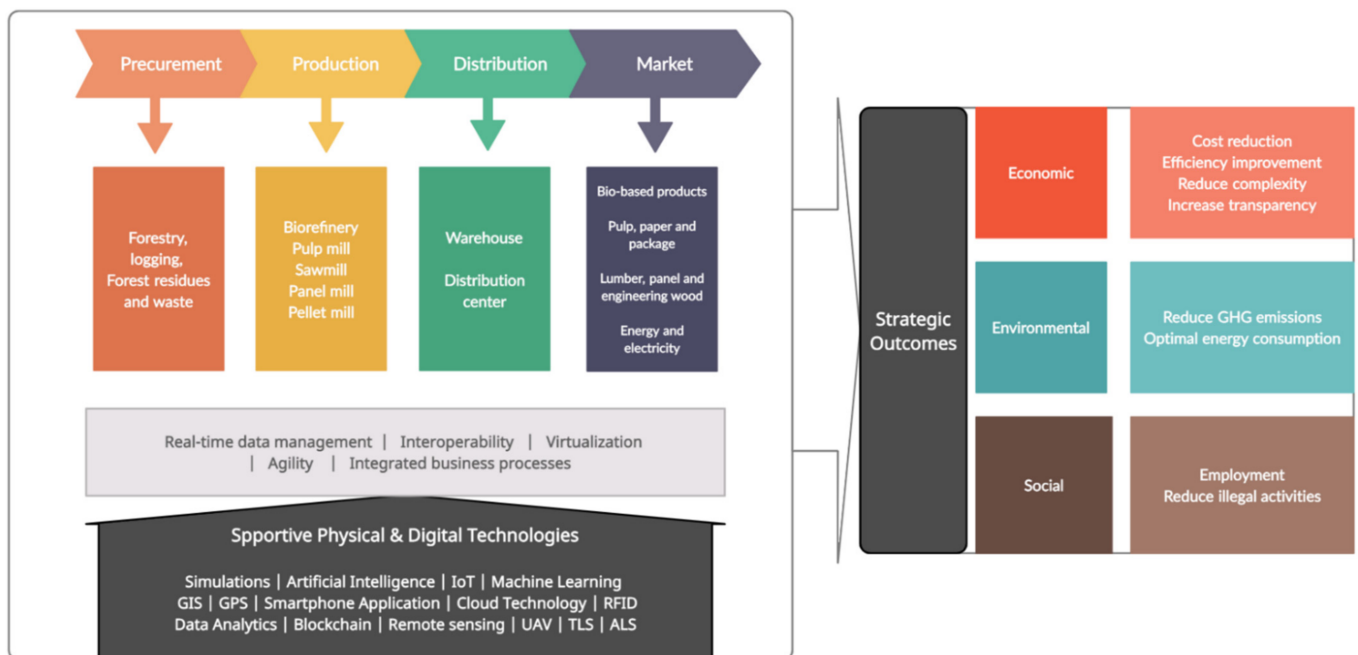 Precurement
Production
Distribution
Market
Forestry,
logging,
Forest residues
and waste
Biorefinery
Pulp mill
Sawmill
Panel mill
Pellet mill
Warehouse
Distribution
center
Bio-based products
Pulp, paper and
package
Lumber, panel and
engineering wood
Energy and
electricity
Real-time data management | Interoperability | Virtualization
| Agility | Integrated business processes
Spportive Physical & Digital Technologies
Simulations | Artificial Intelligence | IoT | Machine Learning
GIS | GPS | Smartphone Application | Cloud Technology | RFID
Data Analytics | Blockchain | Remote sensing | UAV | TLS | ALS
Strategic
Outcomes
Economic
Cost reduction
Efficiency improvement
Reduce complexity
Increase transparency
Environmental
Reduce GHG emissions
Optimal energy consumption
Social
Employment
Reduce illegal activities